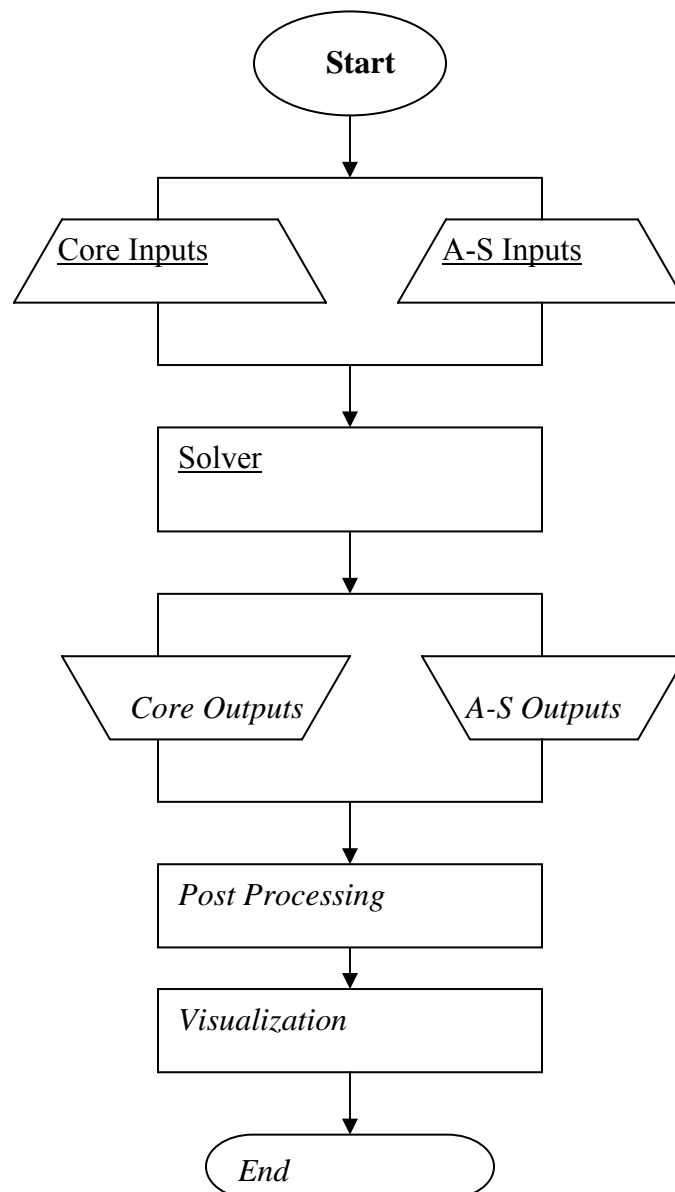 Start
Core Inputs
A-S Inputs
Solver
Core Outputs
A-S Outputs
Post Processing
Visualization
End